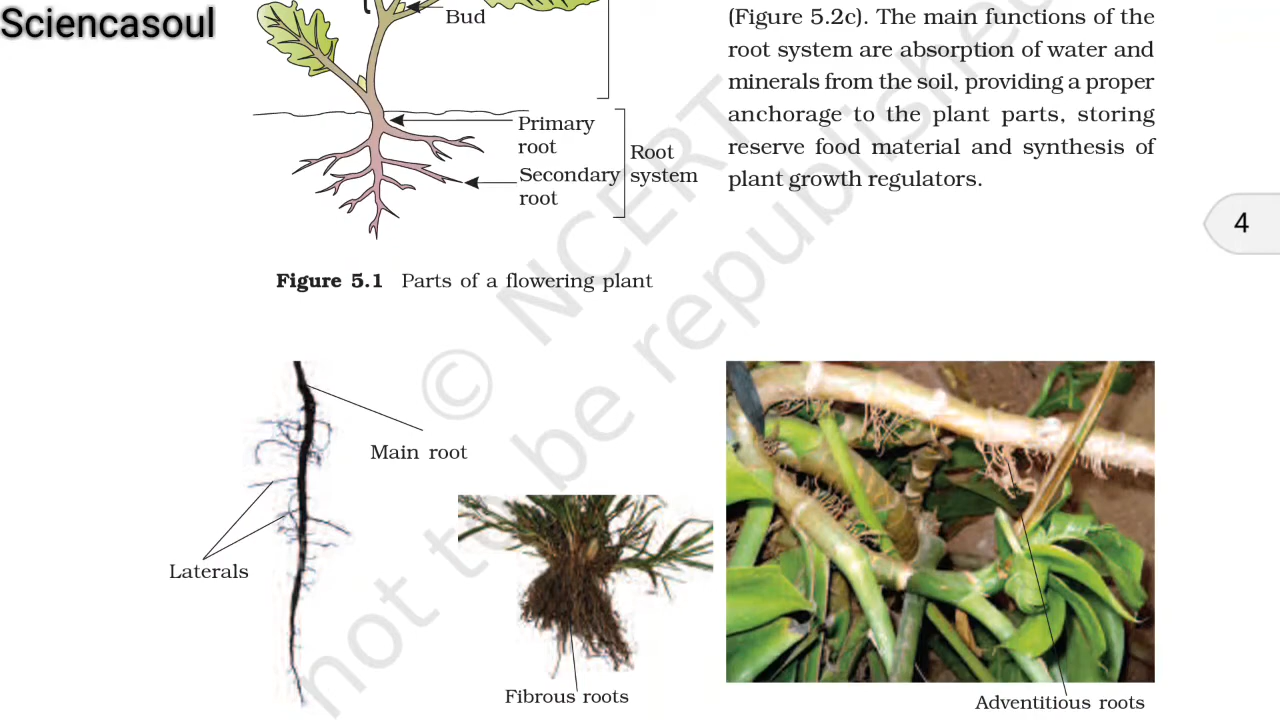 Sciencasoul
Bud
(Figure 5.2c). The main functions of the
root system are absorption of water and
minerals from the soil, providing a proper
anchorage to the plant parts, storing
reserve food material and synthesis of
plant growth regulators.
Primary
root
Secondary
root
Root
system
4
Figure 5.1 Parts of a flowering plant
© NCERT
not to be republished
Main root
Laterals
Fibrous roots
Adventitious roots